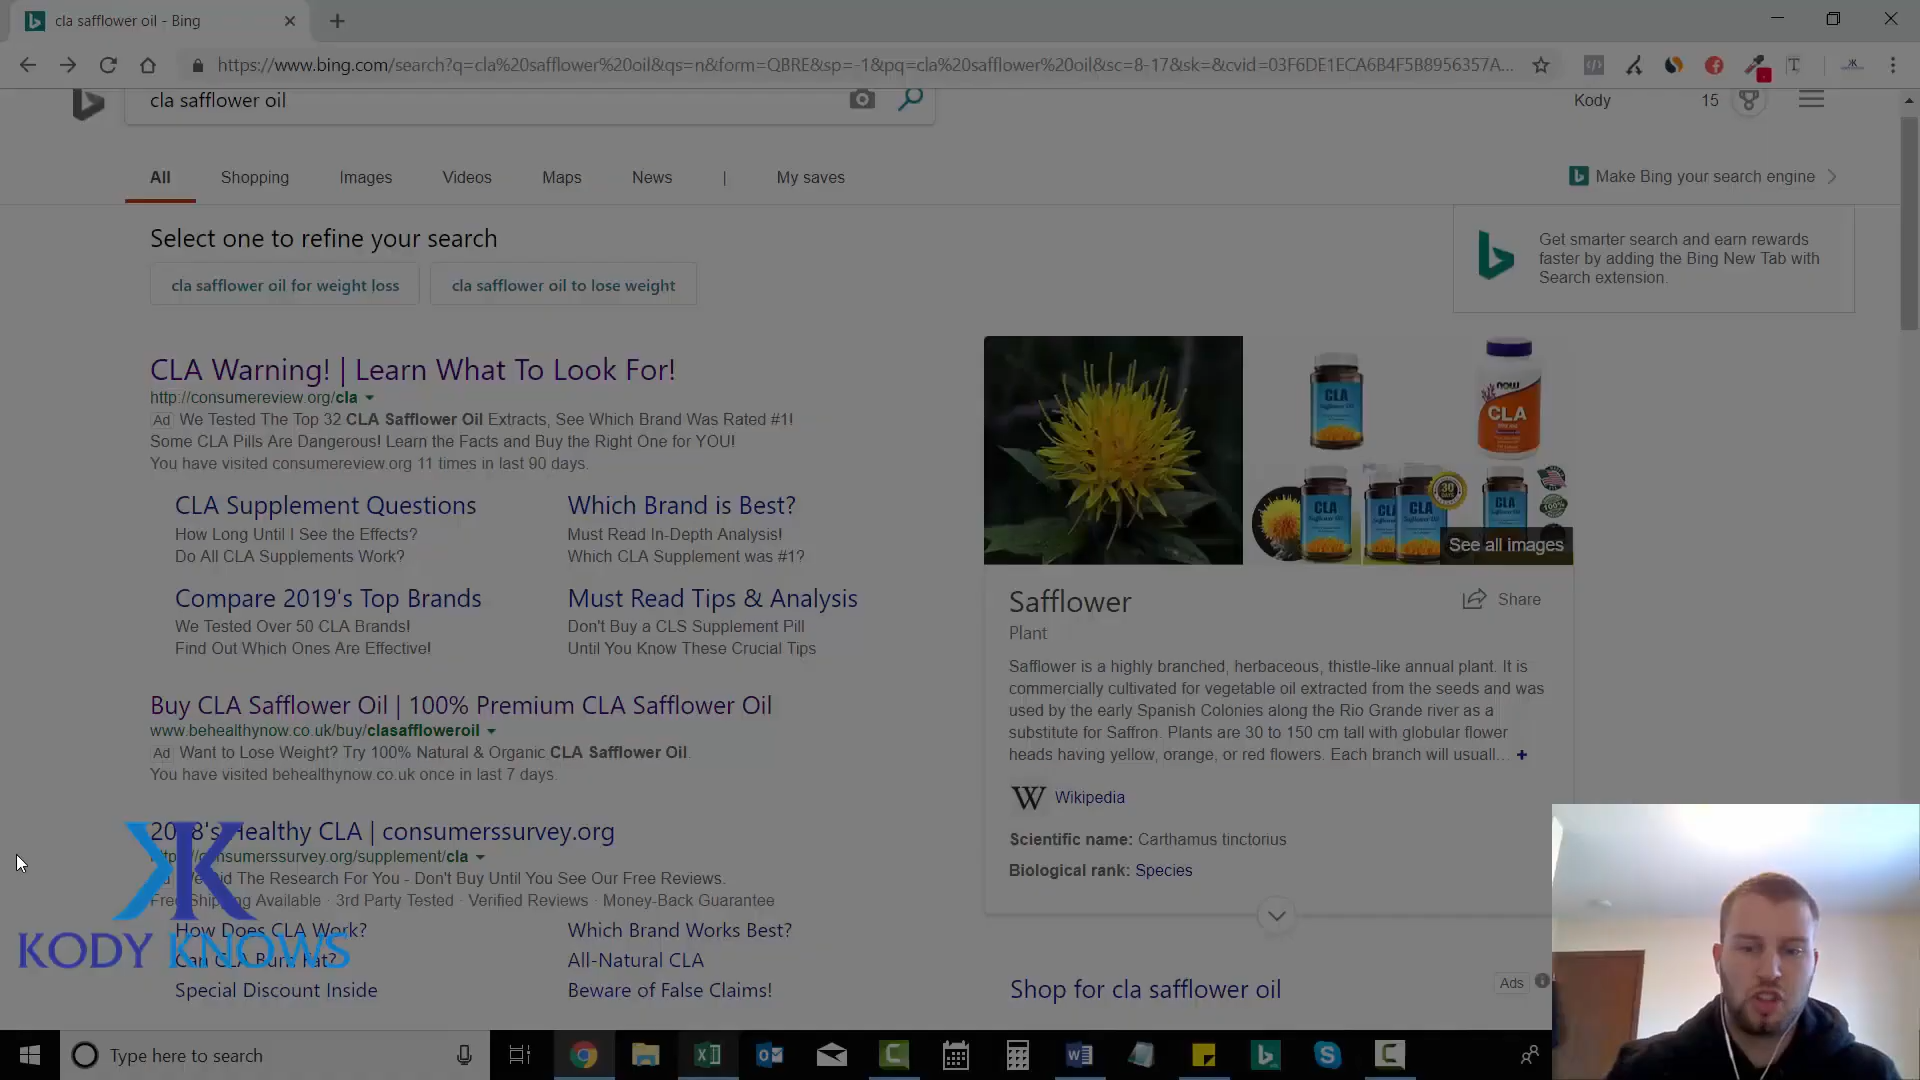 cla safflower oil - Bing
https://www.bing.com/search?q=cla%20safflower%20oil&qs=n&form=QBRE&sp=-1&pq=cla%20safflower%20oil&sc=8-17&sk=&cvid=03F6DE1ECA6B4F5B8956357A...
cla safflower oil
Kody 15
All Shopping Images Videos Maps News | My saves
Make Bing your search engine
Select one to refine your search
cla safflower oil for weight loss cla safflower oil to lose weight
Get smarter search and earn rewards
faster by adding the Bing New Tab with
Search extension.
CLA Warning! | Learn What To Look For!
http://consumereview.org/cla
Ad We Tested The Top 32 CLA Safflower Oil Extracts, See Which Brand Was Rated #1!
Some CLA Pills Are Dangerous! Learn the Facts and Buy the Right One for YOU!
You have visited consumereview.org 11 times in last 90 days.
CLA Supplement Questions
How Long Until I See the Effects?
Do All CLA Supplements Work?
Which Brand is Best?
Must Read In-Depth Analysis!
Which CLA Supplement was #1?
Compare 2019's Top Brands
We Tested Over 50 CLA Brands!
Find Out Which Ones Are Effective!
Must Read Tips & Analysis
Don't Buy a CLS Supplement Pill
Until You Know These Crucial Tips
Buy CLA Safflower Oil | 100% Premium CLA Safflower Oil
www.behealthynow.co.uk/buy/clasaffloweroil
Ad Want to Lose Weight? Try 100% Natural & Organic CLA Safflower Oil.
You have visited behealthynow.co.uk once in last 7 days.
Healthy CLA | consumerssurvey.org
consumerssurvey.org/supplement/cla
The Research For You - Don't Buy Until You See Our Free Reviews.
Available · 3rd Party Tested · Verified Reviews · Money-Back Guarantee
How Does CLA Work?
Which Brand Works Best?
Can CLA Burn Fat?
All-Natural CLA
Special Discount Inside
Beware of False Claims!
KODY KNOWS
CLA
NOW
CLA
CLA
CLA
CLA
30
DAYS
See all images
Safflower
Share
Plant
Safflower is a highly branched, herbaceous, thistle-like annual plant. It is
commercially cultivated for vegetable oil extracted from the seeds and was
used by the early Spanish Colonies along the Rio Grande river as a
substitute for Saffron. Plants are 30 to 150 cm tall with globular flower
heads having yellow, orange, or red flowers. Each branch will usuall... +
W Wikipedia
Scientific name: Carthamus tinctorius
Biological rank: Species
Shop for cla safflower oil
Ads
Type here to search